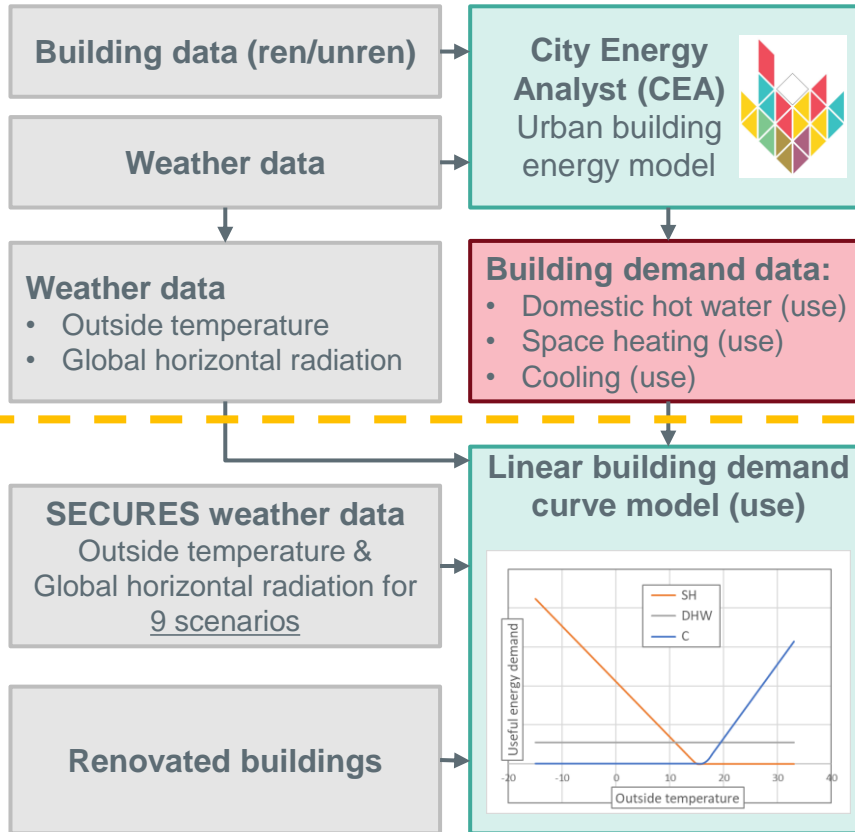 Building data (ren/unren)
City Energy
Analyst (CEA)
Urban building
energy model
Weather data
Weather data
• Outside temperature
• Global horizontal radiation
Building demand data:
• Domestic hot water (use)
• Space heating (use)
• Cooling (use)
Linear building demand
curve model (use)
SECURES weather data
Outside temperature &
Global horizontal radiation for
9 scenarios
Renovated buildings
SH
DHW
C
Useful energy demand
-20 -10 0 10 20 30 40
Outside temperature